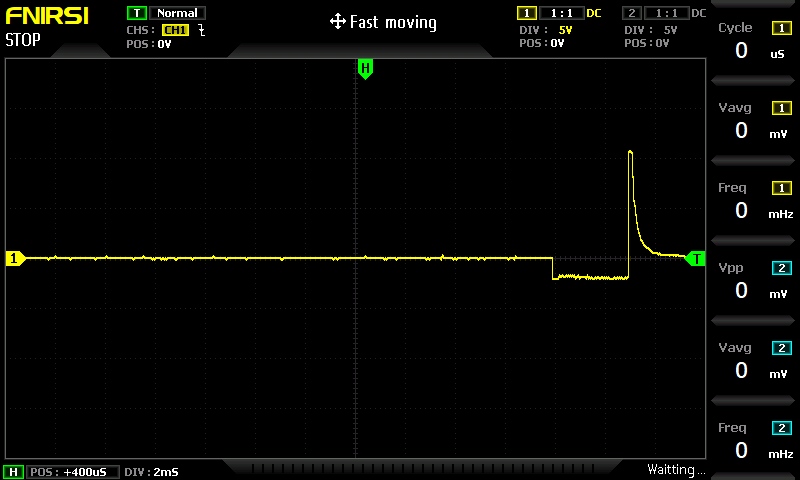 FNIRSI
STOP
T Normal
CHS: CH1
POS: 0V
Fast moving
1 1:1 DC
DIV: 5V
POS: 0V
2 1:1 DC
DIV: 5V
POS: 0V
H
1
T
Cycle 1
0 uS
Vavg 1
0 mV
Freq 1
0 mHz
Vpp 2
0 mV
Vavg 2
0 mV
Freq 2
0 mHz
H POS: +400uS DIV: 2mS
Waitting...